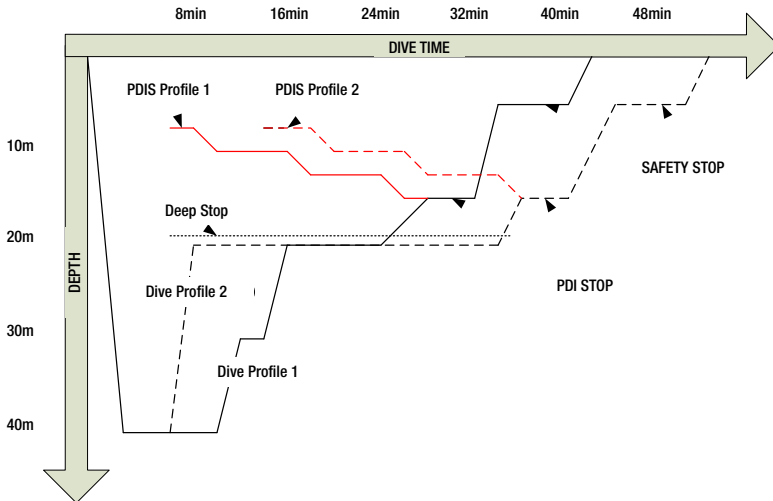 8min 16min 24min 32min 40min 48min
DIVE TIME
PDIS Profile 1 PDIS Profile 2
10m
SAFETY STOP
Deep Stop
20m
DEPTH
Dive Profile 2
PDI STOP
30m
Dive Profile 1
40m